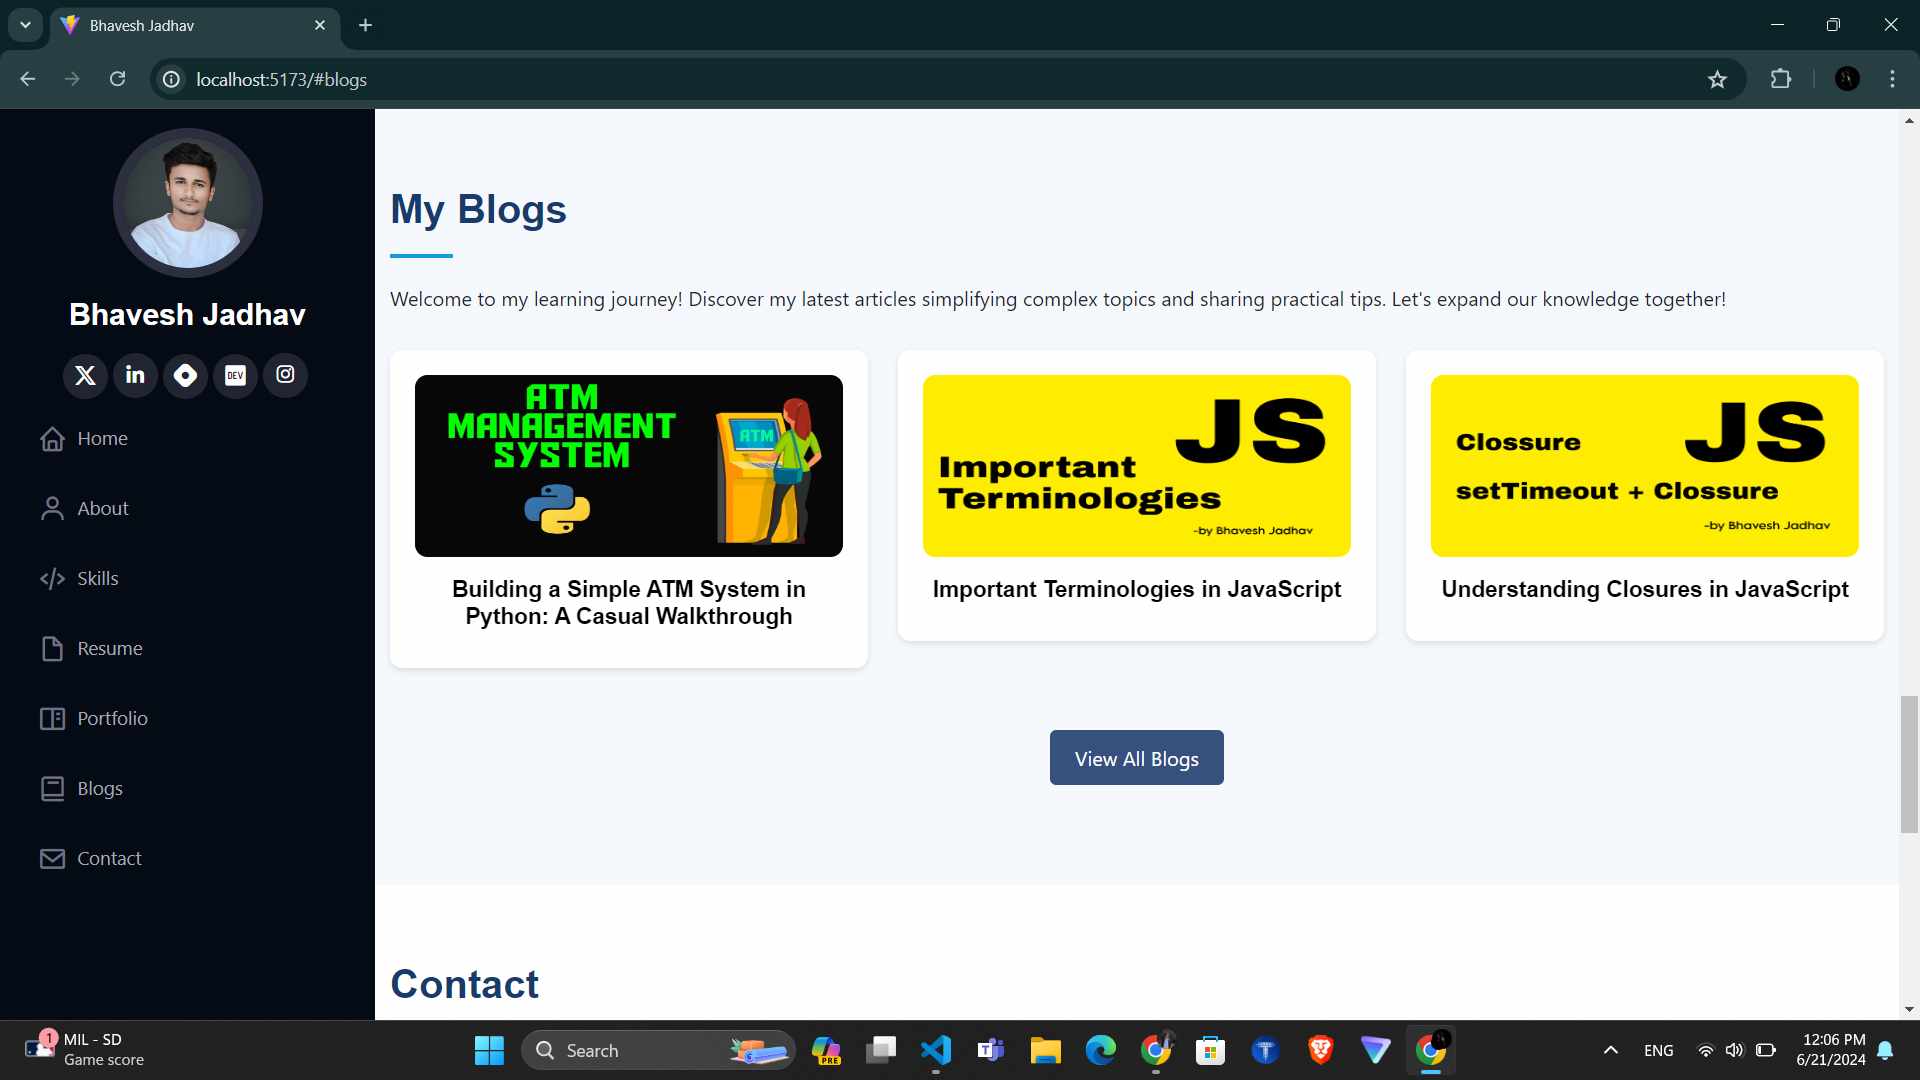 Bhavesh Jadhav
localhost:5173/#blogs
Bhavesh Jadhav
X
in
DEV
Home
About
Skills
Resume
Portfolio
Blogs
Contact
My Blogs
Welcome to my learning journey! Discover my latest articles simplifying complex topics and sharing practical tips. Let's expand our knowledge together!
ATM
MANAGEMENT
SYSTEM
ATM
Building a Simple ATM System in
Python: A Casual Walkthrough
JS
Important
Terminologies
-by Bhavesh Jadhav
Important Terminologies in JavaScript
JS
Clossure
setTimeout + Clossure
-by Bhavesh Jadhav
Understanding Closures in JavaScript
View All Blogs
Contact
1
MIL - SD
Game score
Search
PRE
T
T
ENG
12:06 PM
6/21/2024